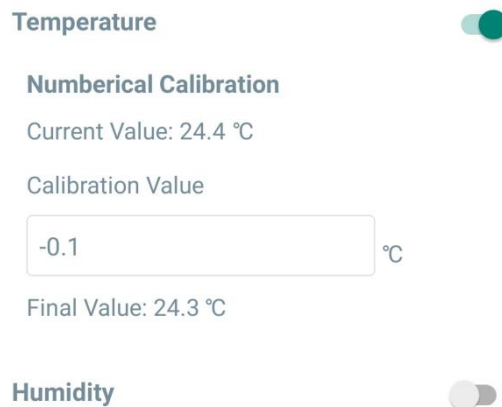 Temperature
Numberical Calibration
Current Value: 24.4 ℃
Calibration Value
-0.1
℃
Final Value: 24.3 ℃
Humidity